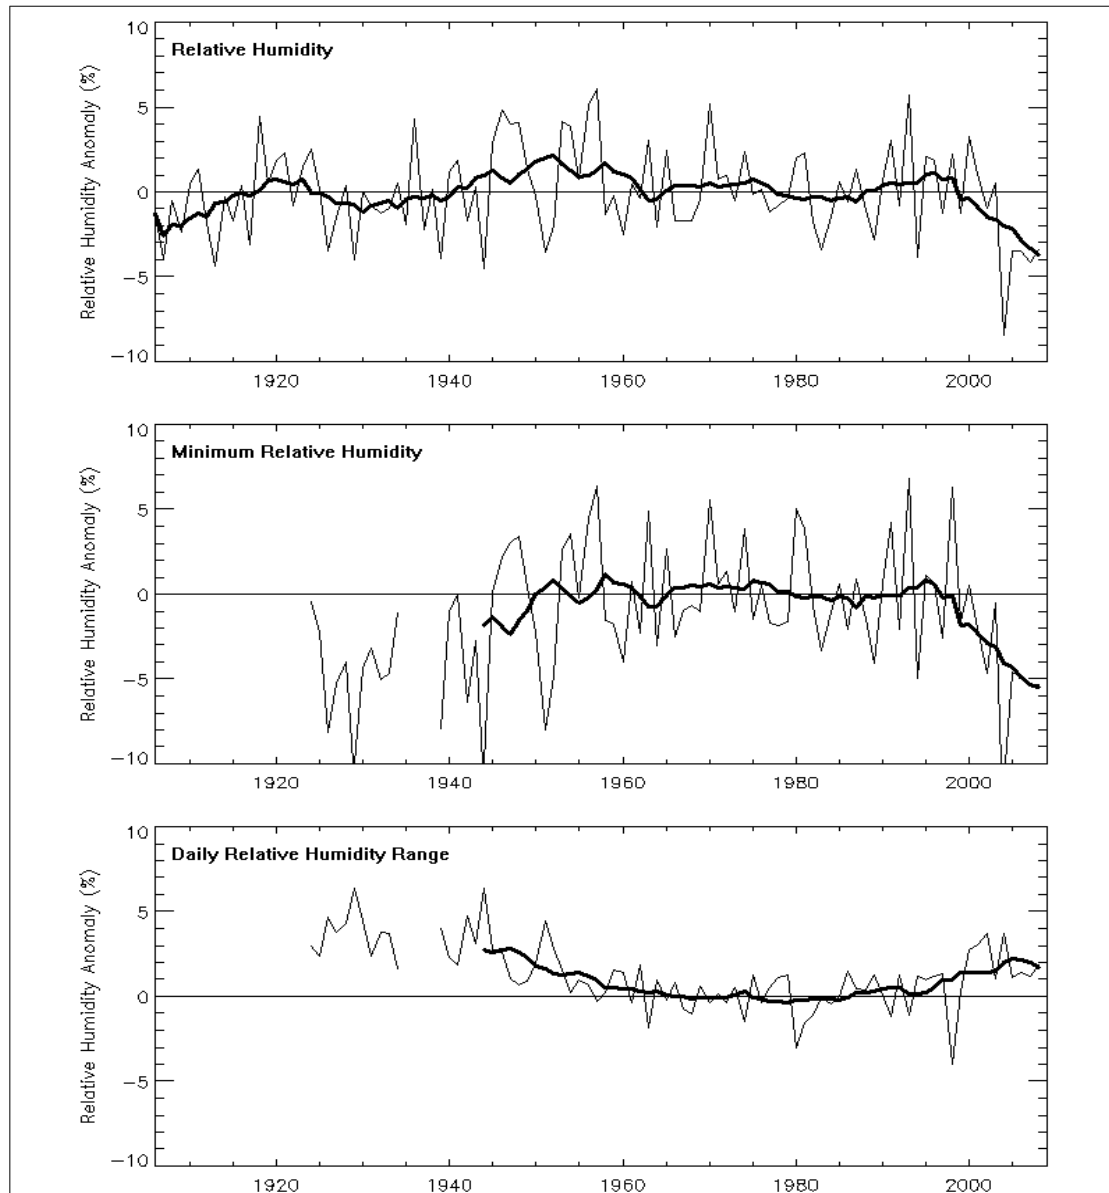 Relative Humidity
Relative Humidity Anomaly (%)
10
5
0
−5
−10
1920 1940 1960 1980 2000
Minimum Relative Humidity
Relative Humidity Anomaly (%)
10
5
0
−5
−10
1920 1940 1960 1980 2000
Daily Relative Humidity Range
Relative Humidity Anomaly (%)
10
5
0
−5
−10
1920 1940 1960 1980 2000